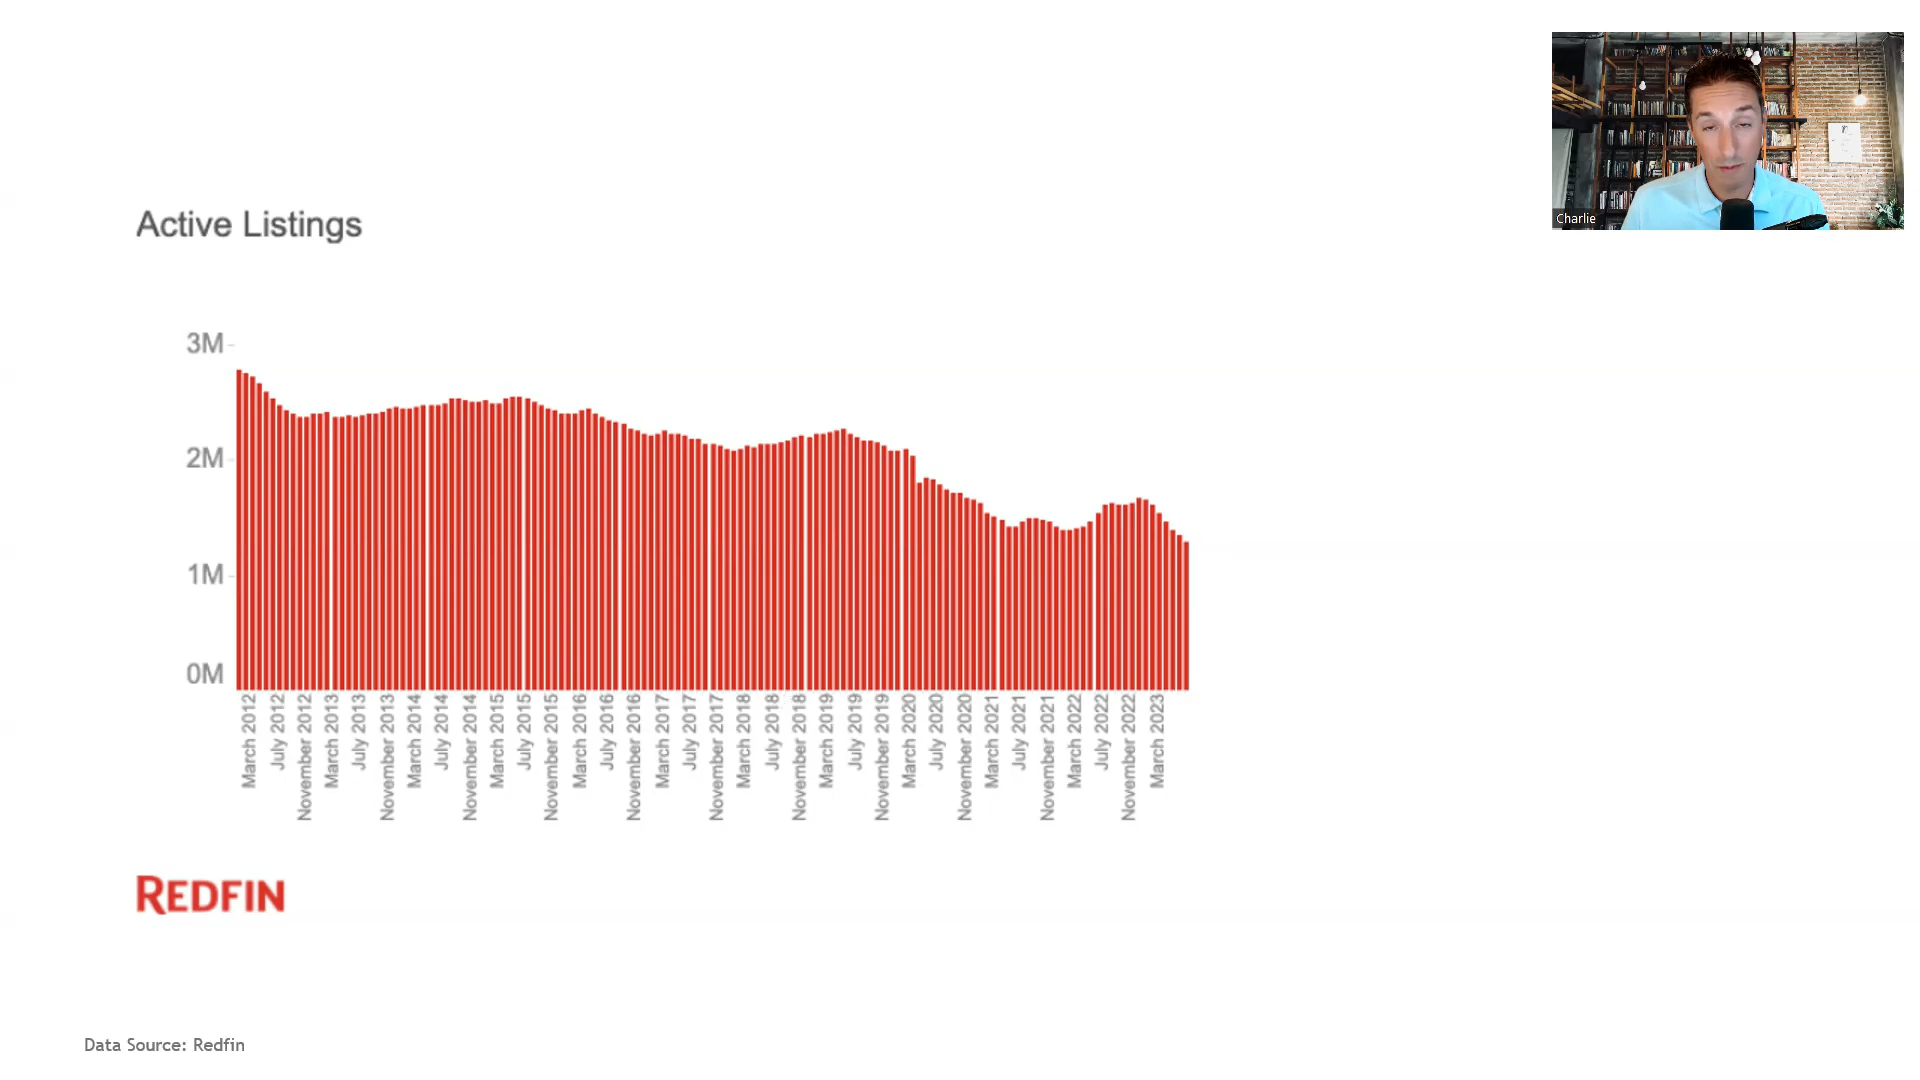 Charlie
Active Listings
3M
2M
1M
0M
March 2012
July 2012
November 2012
March 2013
July 2013
November 2013
March 2014
July 2014
November 2014
March 2015
July 2015
November 2015
March 2016
July 2016
November 2016
March 2017
July 2017
November 2017
March 2018
July 2018
November 2018
March 2019
July 2019
November 2019
March 2020
July 2020
November 2020
March 2021
July 2021
November 2021
March 2022
July 2022
November 2022
March 2023
REDFIN
Data Source: Redfin